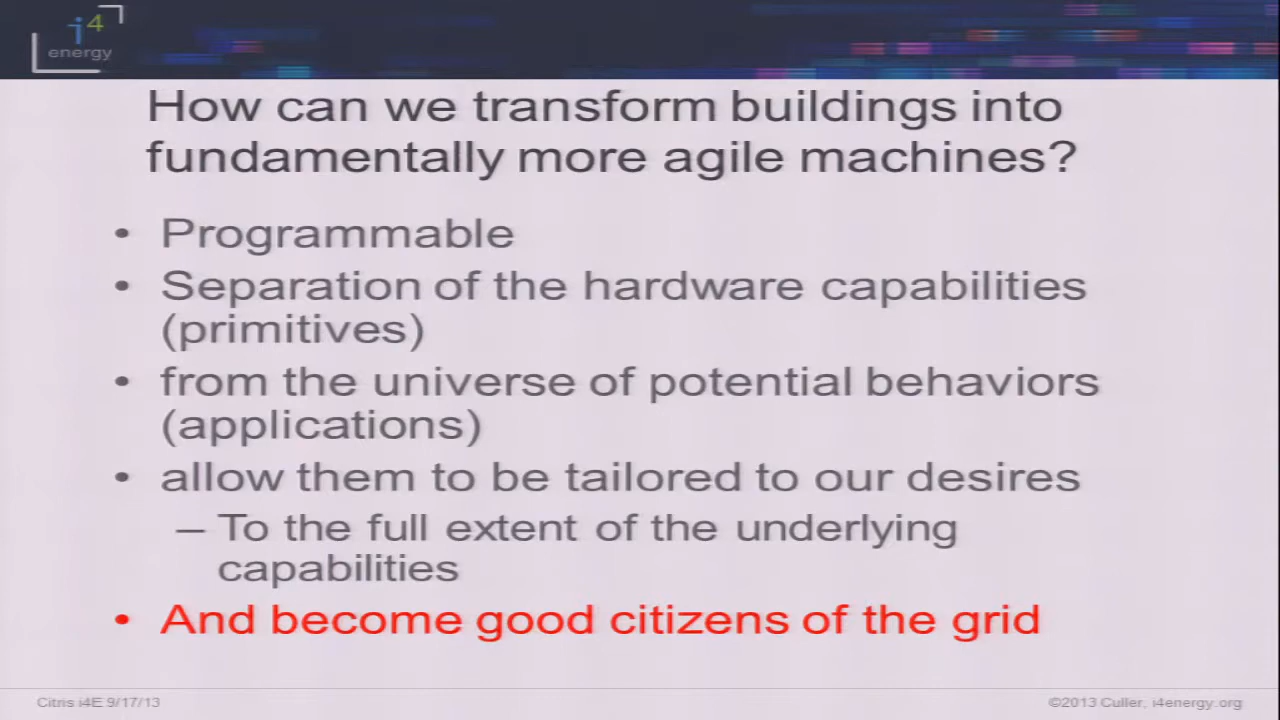 i4
energy
How can we transform buildings into
fundamentally more agile machines?
• Programmable
• Separation of the hardware capabilities
(primitives)
• from the universe of potential behaviors
(applications)
• allow them to be tailored to our desires
– To the full extent of the underlying
capabilities
• And become good citizens of the grid
Citris i4E 9/17/13
©2013 Culler, i4energy.org